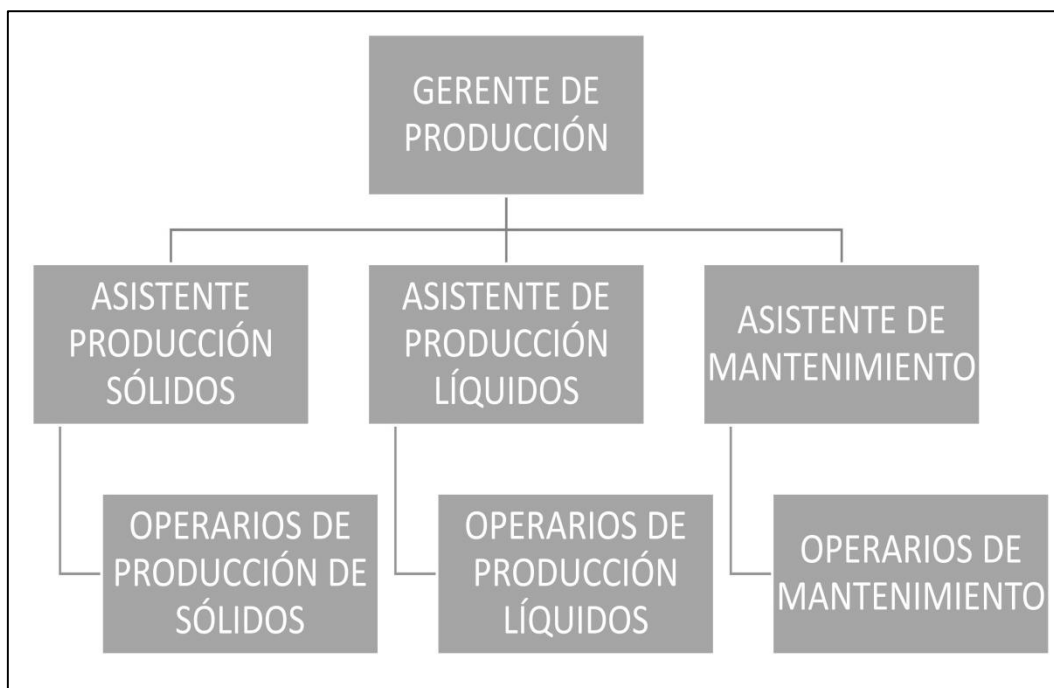 GERENTE DE
PRODUCCIÓN
ASISTENTE
PRODUCCIÓN
SÓLIDOS
ASISTENTE DE
PRODUCCIÓN
LÍQUIDOS
ASISTENTE DE
MANTENIMIENTO
OPERARIOS DE
PRODUCCIÓN DE
SÓLIDOS
OPERARIOS DE
PRODUCCIÓN
LÍQUIDOS
OPERARIOS DE
MANTENIMIENTO